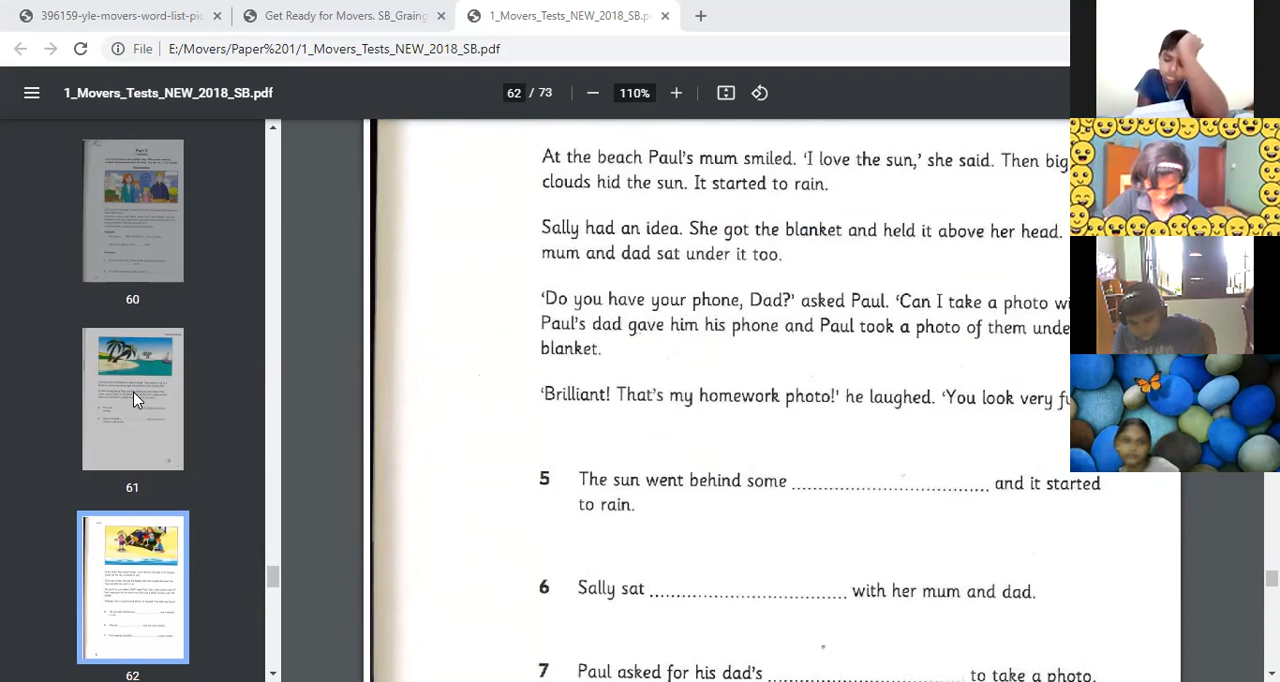 396159-yle-movers-word-list-pic
Get Ready for Movers. SB_Graing
1_Movers_Tests_NEW_2018_SB.p
File E:/Movers/Paper%201/1_Movers_Tests_NEW_2018_SB.pdf
1_Movers_Tests_NEW_2018_SB.pdf
62 / 73
110%
60
61
62
At the beach Paul's mum smiled. 'I love the sun,' she said. Then big
clouds hid the sun. It started to rain.
Sally had an idea. She got the blanket and held it above her head.
mum and dad sat under it too.
'Do you have your phone, Dad?' asked Paul. 'Can I take a photo wi
Paul's dad gave him his phone and Paul took a photo of them unde
blanket.
'Brilliant! That's my homework photo!' he laughed. 'You look very fu
5 The sun went behind some ........................................ and it started
to rain.
6 Sally sat ........................................ with her mum and dad.
7 Paul asked for his dad's ........................................ to take a photo.